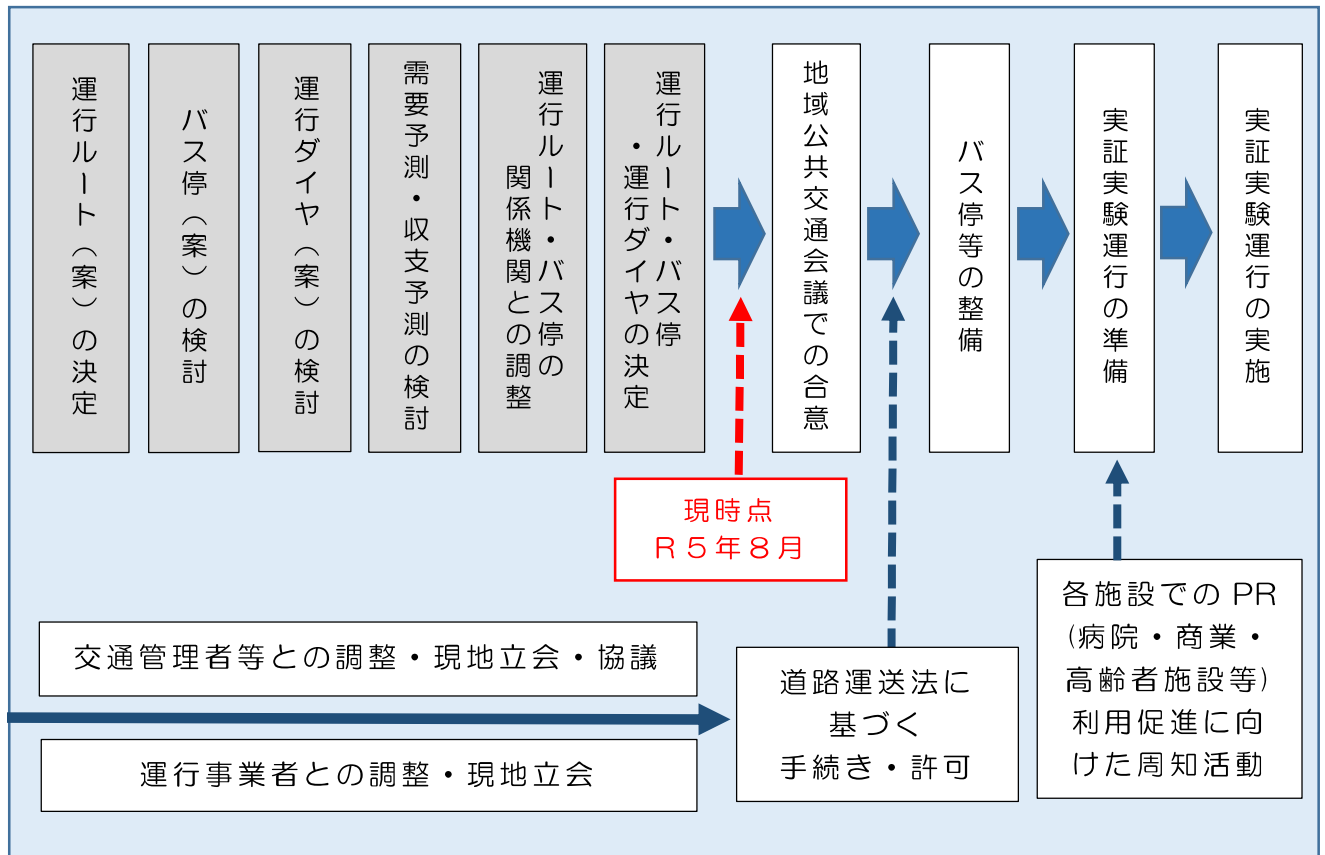 運行ルート（案）の決定
バス停（案）の検討
運行ダイヤ（案）の検討
需要予測・収支予測の検討
運行ルート・バス停の
関係機関との調整
運行ルート・バス停
・運行ダイヤの決定
地域公共交通会議での合意
バス停等の整備
実証実験運行の準備
実証実験運行の実施
現時点
Ｒ５年８月
交通管理者等との調整・現地立会・協議
運行事業者との調整・現地立会
道路運送法に
基づく
手続き・許可
各施設での PR
(病院・商業・
高齢者施設等)
利用促進に向
けた周知活動